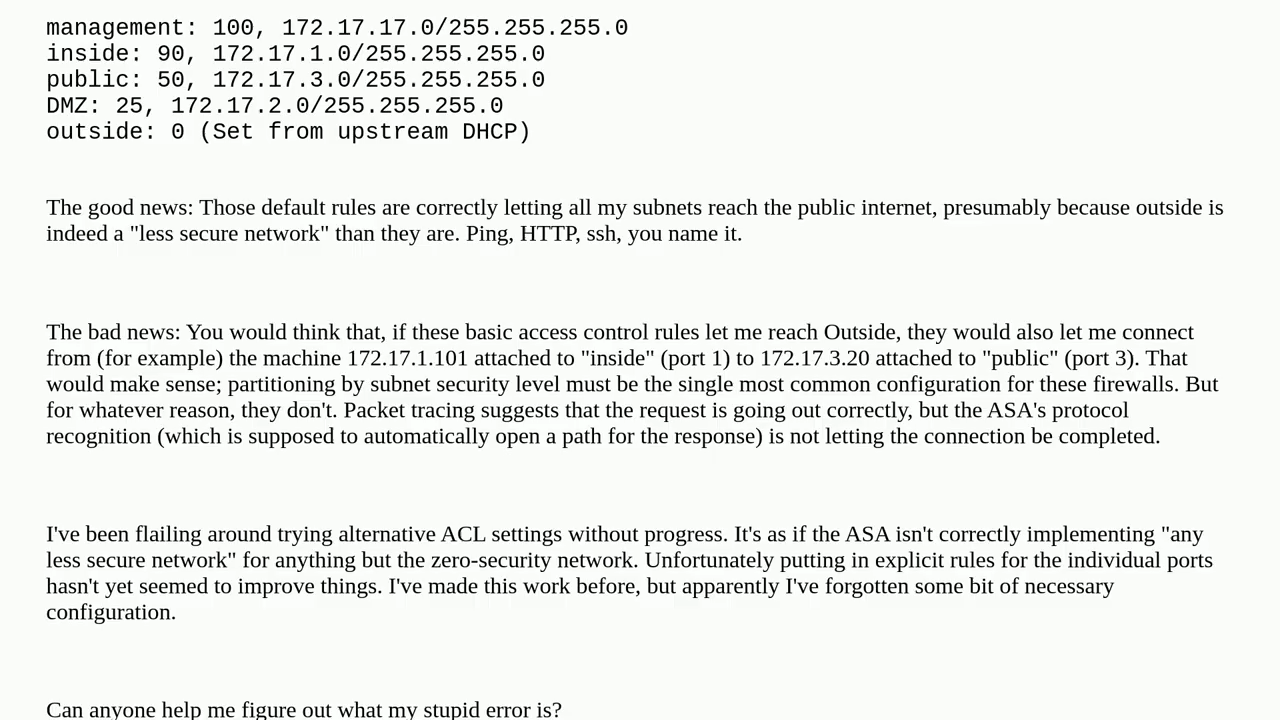 management: 100, 172.17.17.0/255.255.255.0
inside: 90, 172.17.1.0/255.255.255.0
public: 50, 172.17.3.0/255.255.255.0
DMZ: 25, 172.17.2.0/255.255.255.0
outside: 0 (Set from upstream DHCP)
The good news: Those default rules are correctly letting all my subnets reach the public internet, presumably because outside is
indeed a "less secure network" than they are. Ping, HTTP, ssh, you name it.
The bad news: You would think that, if these basic access control rules let me reach Outside, they would also let me connect
from (for example) the machine 172.17.1.101 attached to "inside" (port 1) to 172.17.3.20 attached to "public" (port 3). That
would make sense; partitioning by subnet security level must be the single most common configuration for these firewalls. But
for whatever reason, they don't. Packet tracing suggests that the request is going out correctly, but the ASA's protocol
recognition (which is supposed to automatically open a path for the response) is not letting the connection be completed.
I've been flailing around trying alternative ACL settings without progress. It's as if the ASA isn't correctly implementing "any
less secure network" for anything but the zero-security network. Unfortunately putting in explicit rules for the individual ports
hasn't yet seemed to improve things. I've made this work before, but apparently I've forgotten some bit of necessary
configuration.
Can anyone help me figure out what my stupid error is?